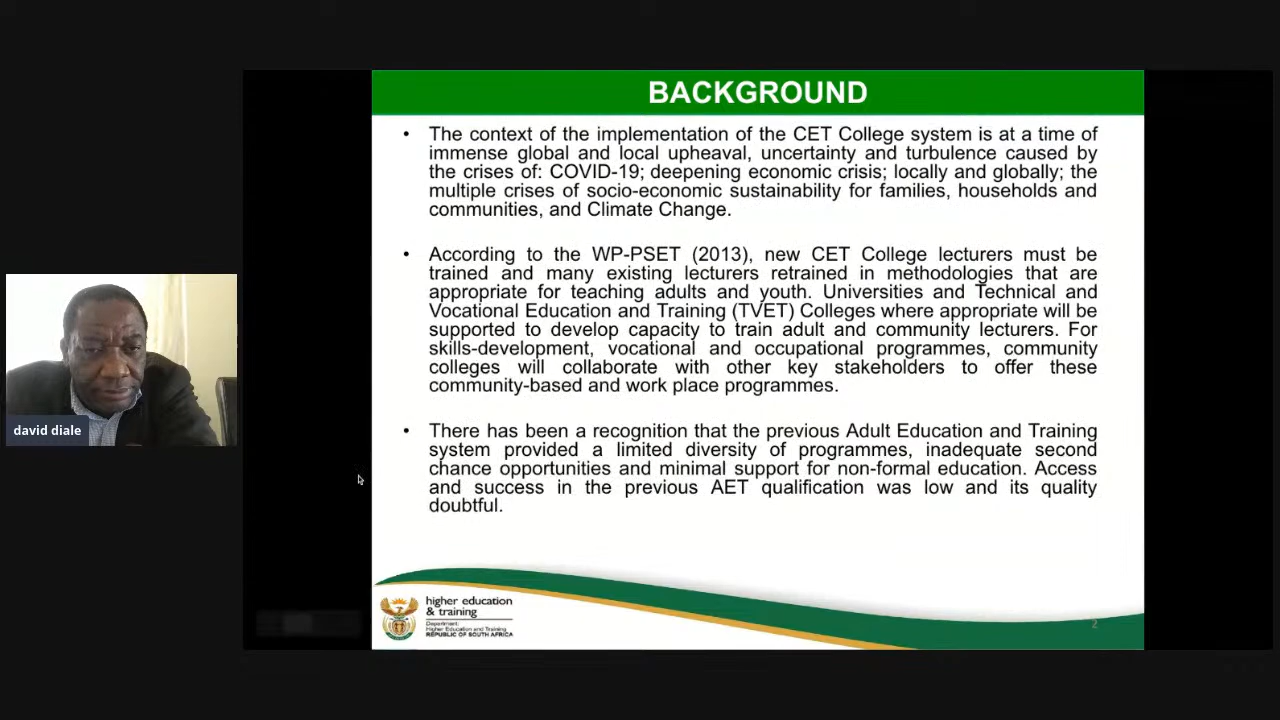 BACKGROUND
• The context of the implementation of the CET College system is at a time of
immense global and local upheaval, uncertainty and turbulence caused by
the crises of: COVID-19; deepening economic crisis; locally and globally; the
multiple crises of socio-economic sustainability for families, households and
communities, and Climate Change.
• According to the WP-PSET (2013), new CET College lecturers must be
trained and many existing lecturers retrained in methodologies that are
appropriate for teaching adults and youth. Universities and Technical and
Vocational Education and Training (TVET) Colleges where appropriate will be
supported to develop capacity to train adult and community lecturers. For
skills-development, vocational and occupational programmes, community
colleges will collaborate with other key stakeholders to offer these
community-based and work place programmes.
• There has been a recognition that the previous Adult Education and Training
system provided a limited diversity of programmes, inadequate second
chance opportunities and minimal support for non-formal education. Access
and success in the previous AET qualification was low and its quality
doubtful.
david diale
higher education
& training
Department:
Higher Education and Training
REPUBLIC OF SOUTH AFRICA
2